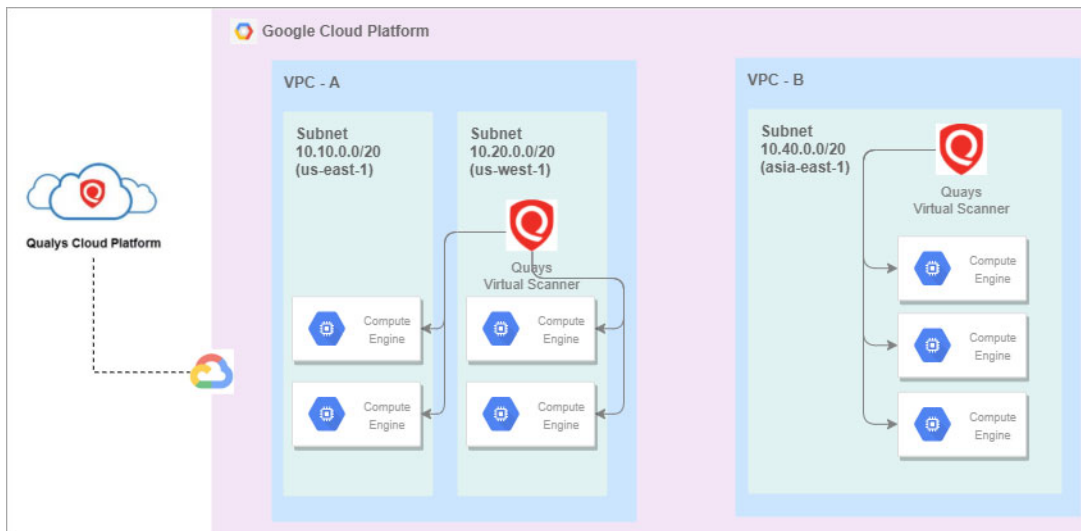 Google Cloud Platform
VPC - A
Subnet
10.10.0.0/20
(us-east-1)
Subnet
10.20.0.0/20
(us-west-1)
Quays
Virtual Scanner
Compute
Engine
Compute
Engine
Compute
Engine
Compute
Engine
VPC - B
Subnet
10.40.0.0/20
(asia-east-1)
Quays
Virtual Scanner
Compute
Engine
Compute
Engine
Compute
Engine
Qualys Cloud Platform